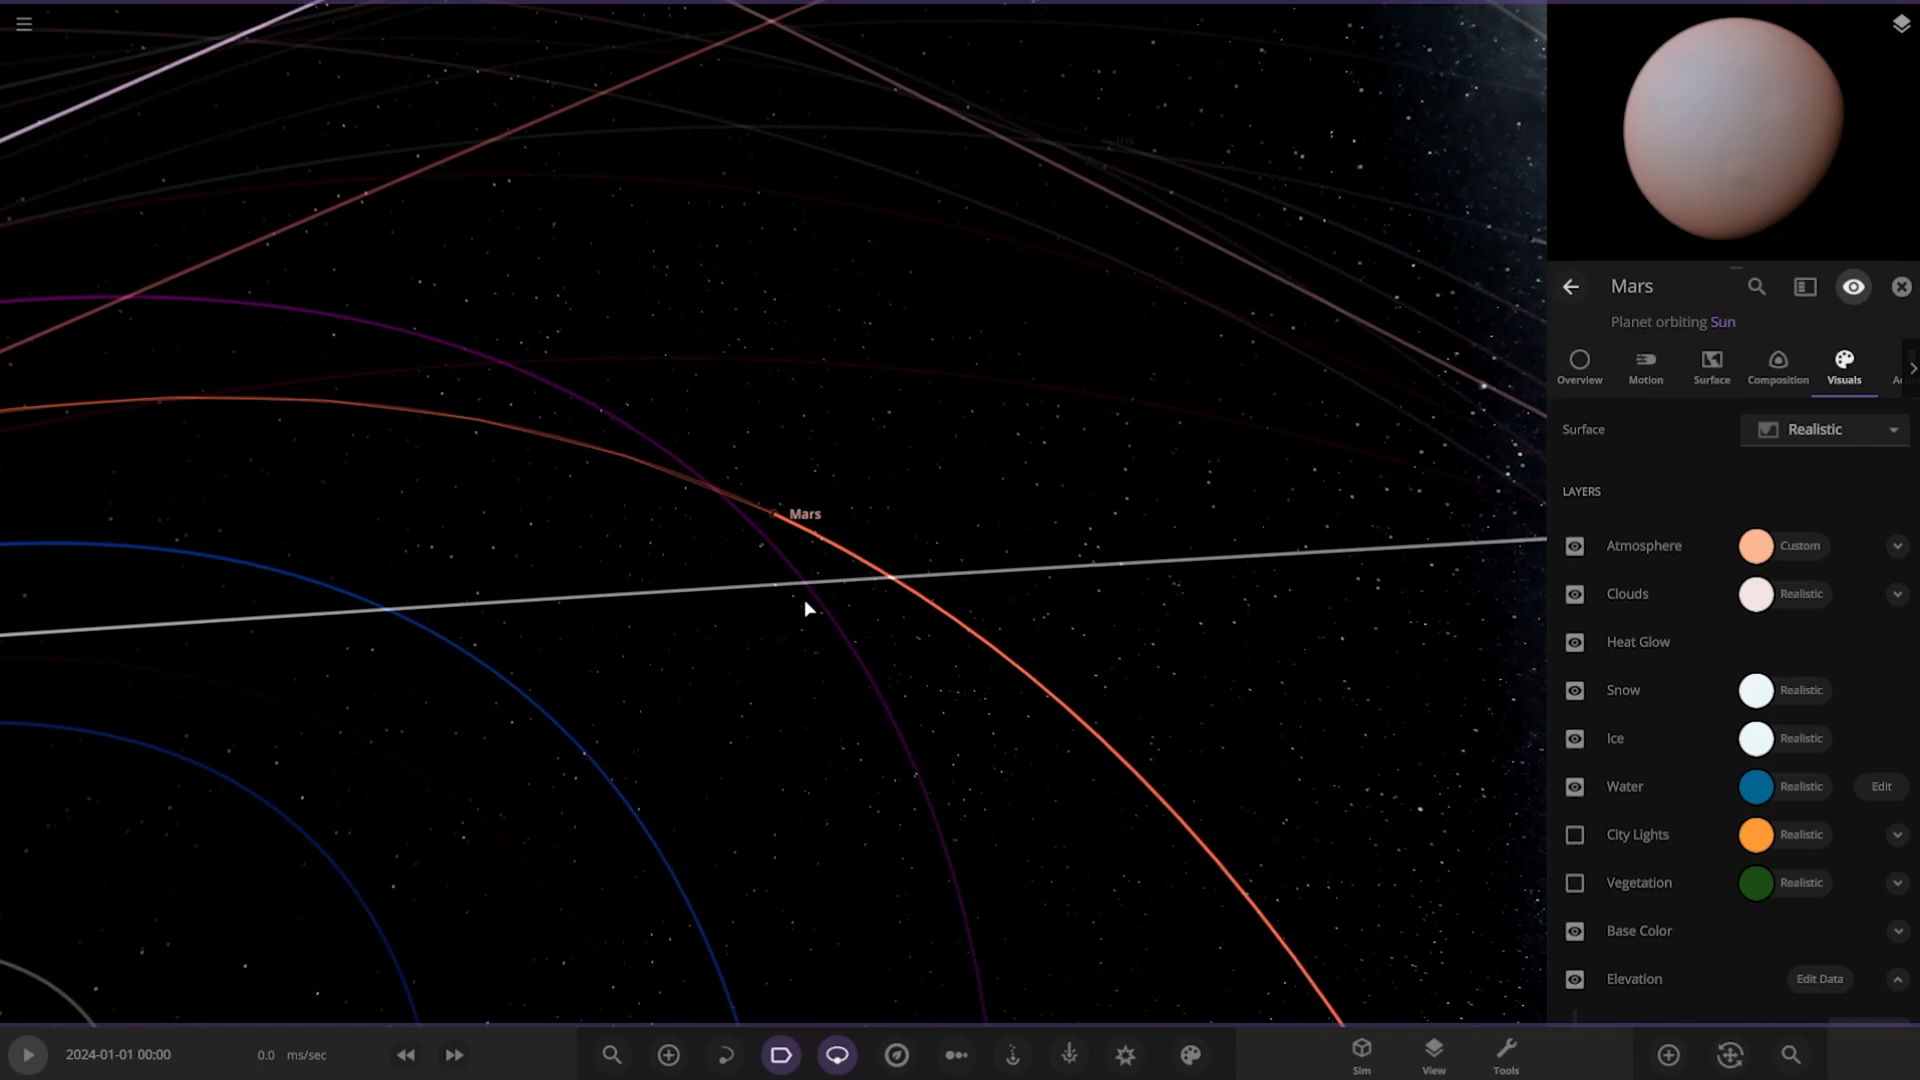 Iris
Mars
Mars
Planet orbiting Sun
Overview
Motion
Surface
Composition
Visuals
Surface
Realistic
LAYERS
Atmosphere
Custom
Clouds
Realistic
Heat Glow
Snow
Realistic
Ice
Realistic
Water
Realistic
Edit
City Lights
Realistic
Vegetation
Realistic
Base Color
Elevation
Edit Data
2024-01-01 00:00
0.0 ms/sec
Sim
View
Tools